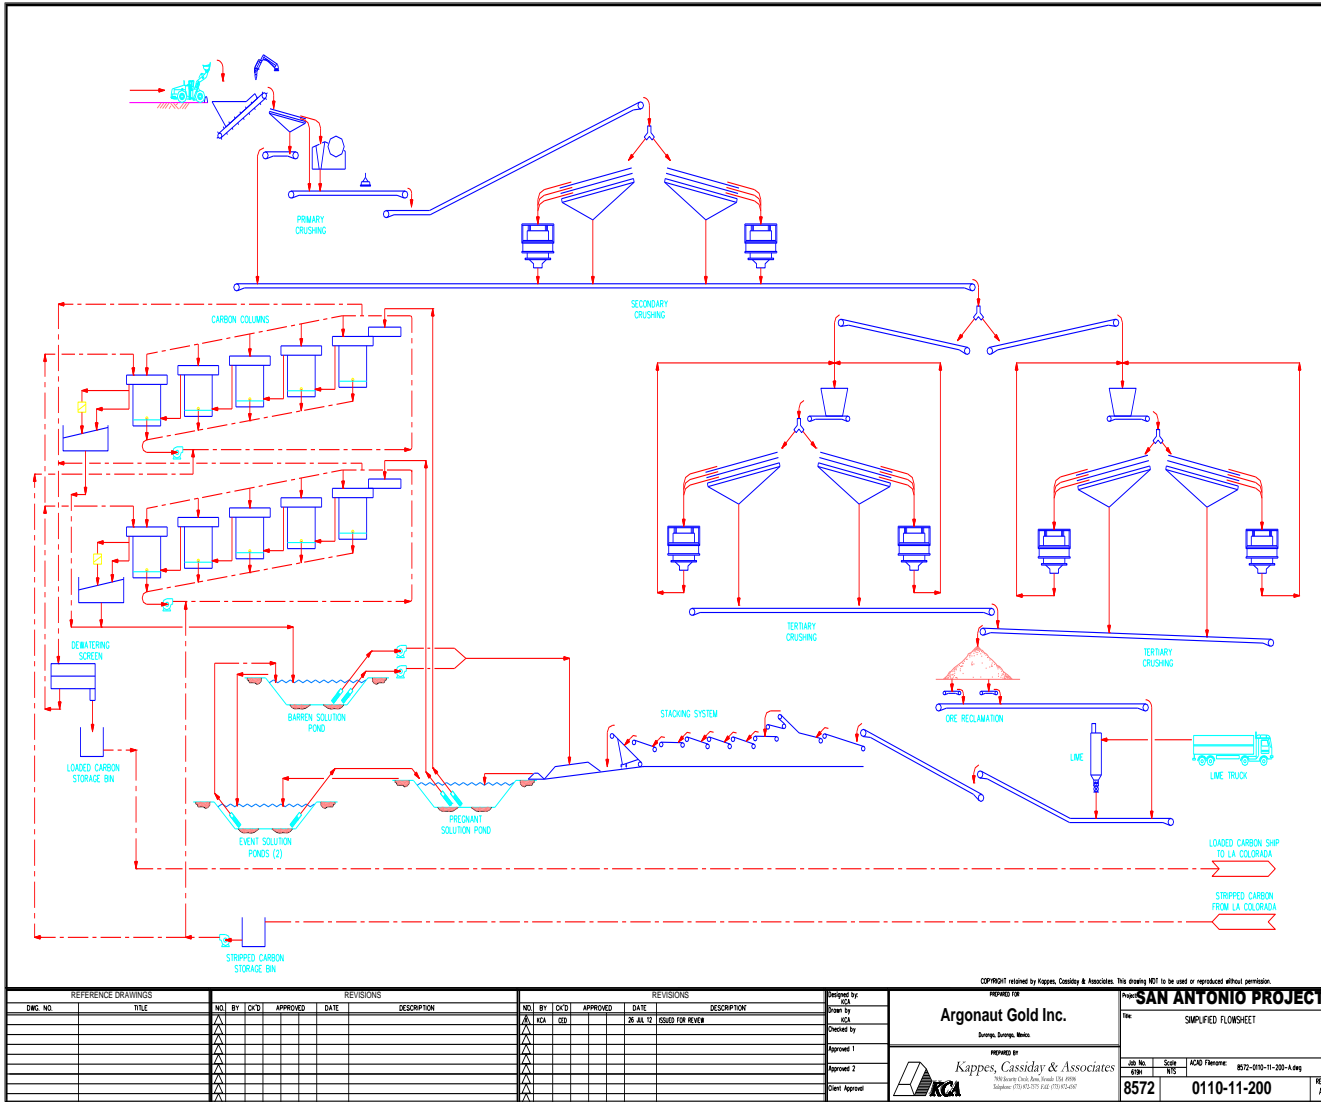 PRIMARY
CRUSHING
SECONDARY
CRUSHING
CARBON COLUMNS
TERTIARY
CRUSHING
TERTIARY
CRUSHING
DEWATERING
SCREEN
BARREN SOLUTION
POND
STACKING SYSTEM
ORE RECLAMATION
LIME
LIME TRUCK
LOADED CARBON
STORAGE BIN
PREGNANT
SOLUTION POND
EVENT SOLUTION
PONDS (2)
LOADED CARBON SHIP
TO LA COLORADA
STRIPPED CARBON
FROM LA COLORADA
STRIPPED CARBON
STORAGE BIN
COPYRIGHT retained by Kappes, Cassiday & Associates. This drawing NOT to be used or reproduced without permission.
REFERENCE DRAWINGS
DWG. NO. TITLE
REVISIONS
NO. BY CK'D APPROVED DATE DESCRIPTION
REVISIONS
NO. BY CK'D APPROVED DATE DESCRIPTION
A KCA CED 26 JUL 12 ISSUED FOR REVIEW
Designed by:
KCA
Drawn by
KCA
Checked by
Approved 1
Approved 2
Client Approval
PREPARED FOR
Argonaut Gold Inc.
Durango, Durango, Mexico.
PREPARED BY
KCA
Kappes, Cassiday & Associates
Project
SAN ANTONIO PROJECT
Title:
SIMPLIFIED FLOWSHEET
Job No. Scale ACAD Filename: 8572-0110-11-200-A.dwg
NTS
8572 0110-11-200